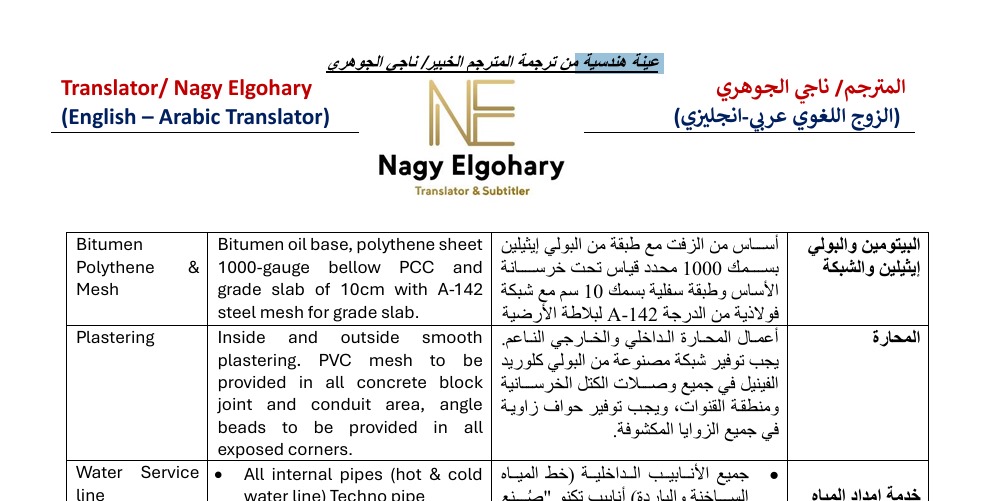 عينة هندسية من ترجمة المترجم الخبير/ ناجي الجوهري
Translator/ Nagy Elgohary
(English – Arabic Translator)
المترجم/ ناجي الجوهري
(الزوج اللغوي عربي-انجليزي)
NE
Nagy Elgohary
Translator & Subtitler
Bitumen
Polythene &
Mesh
Bitumen oil base, polythene sheet
1000-gauge bellow PCC and
grade slab of 10cm with A-142
steel mesh for grade slab.
أساس من الزفت مع طبقة من البولي إيثيلين
بسمك 1000 محدد قياس تحت خرسانة
الأساس وطبقة سفلية بسمك 10 سم مع شبكة
فولاذية من الدرجة A-142 لبلاطة الأرضية
البيتومين والبولي
إيثيلين والشبكة
Plastering
Inside and outside smooth
plastering. PVC mesh to be
provided in all concrete block
joint and conduit area, angle
beads to be provided in all
exposed corners.
أعمال المحارة الداخلي والخارجي الناعم.
يجب توفير شبكة مصنوعة من البولي كلوريد
الفينيل في جميع وصلات الكتل الخرسانية
ومنطقة القنوات، ويجب توفير حواف زاوية
في جميع الزوايا المكشوفة.
المحارة
Water Service
line
• All internal pipes (hot & cold
water line) Techno pipe
• جميع الأنابيب الداخلية (خط المياه
الساخنة والباردة) أنابيب تكنو "صُنع
خدمة امداد المياه